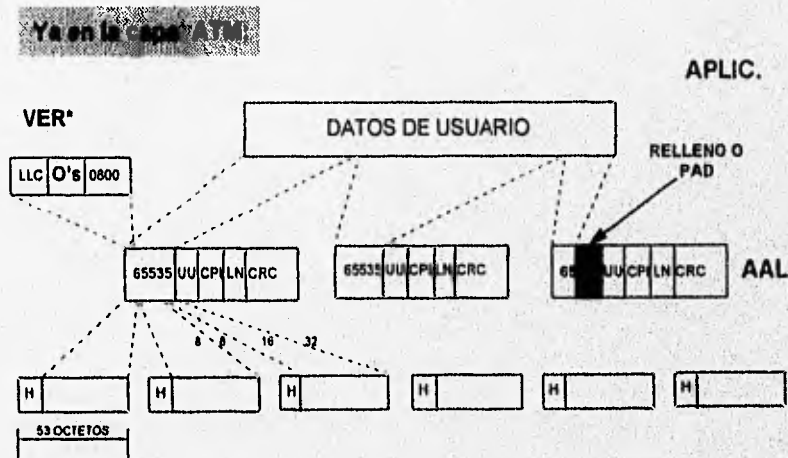 Ya en la capa ATM:
APLIC.
VER*
DATOS DE USUARIO
RELLENO O
PAD
LLC O's 0800
65535 UU CPI LN CRC
65535 UU CPI LN CRC
65 UU CPI LN CRC
AAL
8 8 16 32
H H H H H H
53 OCTETOS